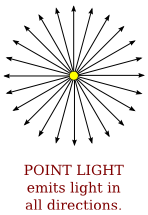 POINT LIGHT
emits light in
all directions.